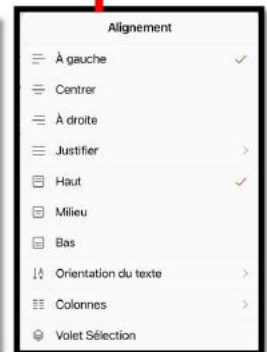 Alignement
À gauche
Centrer
À droite
Justifier
Haut
Milieu
Bas
Orientation du texte
Colonnes
Volet Sélection